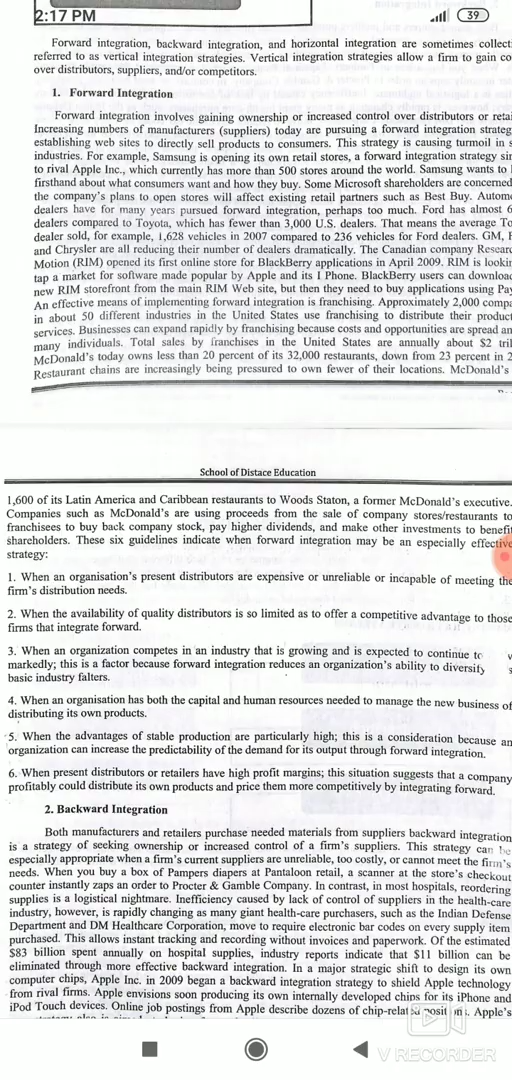 2:17 PM
39
Forward integration, backward integration, and horizontal integration are sometimes collect
referred to as vertical integration strategies. Vertical integration strategies allow a firm to gain co
over distributors, suppliers, and/or competitors.
1. Forward Integration
Forward integration involves gaining ownership or increased control over distributors or retai
Increasing numbers of manufacturers (suppliers) today are pursuing a forward integration strateg
establishing web sites to directly sell products to consumers. This strategy is causing turmoil in s
industries. For example, Samsung is opening its own retail stores, a forward integration strategy sir
to rival Apple Inc., which currently has more than 500 stores around the world. Samsung wants to l
firsthand about what consumers want and how they buy. Some Microsoft shareholders are concerned
the company's plans to open stores will affect existing retail partners such as Best Buy. Automo
dealers have for many years pursued forward integration, perhaps too much. Ford has almost 6
dealers compared to Toyota, which has fewer than 3,000 U.S. dealers. That means the average To
dealer sold, for example, 1,628 vehicles in 2007 compared to 236 vehicles for Ford dealers. GM, F
and Chrysler are all reducing their number of dealers dramatically. The Canadian company Researc
Motion (RIM) opened its first online store for BlackBerry applications in April 2009. RIM is lookir
tap a market for software made popular by Apple and its I Phone. BlackBerry users can download
new RIM storefront from the main RIM Web site, but then they need to buy applications using Pay
An effective means of implementing forward integration is franchising. Approximately 2,000 compa
in about 50 different industries in the United States use franchising to distribute their product
services. Businesses can expand rapidly by franchising because costs and opportunities are spread am
many individuals. Total sales by franchises in the United States are annually about $2 tril
McDonald's today owns less than 20 percent of its 32,000 restaurants, down from 23 percent in 2
Restaurant chains are increasingly being pressured to own fewer of their locations. McDonald's
School of Distace Education
1,600 of its Latin America and Caribbean restaurants to Woods Staton, a former McDonald's executive.
Companies such as McDonald's are using proceeds from the sale of company stores/restaurants to
franchisees to buy back company stock, pay higher dividends, and make other investments to benefit
shareholders. These six guidelines indicate when forward integration may be an especially effective
strategy:
1. When an organisation's present distributors are expensive or unreliable or incapable of meeting the
firm's distribution needs.
2. When the availability of quality distributors is so limited as to offer a competitive advantage to those
firms that integrate forward.
3. When an organization competes in an industry that is growing and is expected to continue to
markedly; this is a factor because forward integration reduces an organization's ability to diversify
basic industry falters.
4. When an organisation has both the capital and human resources needed to manage the new business of
distributing its own products.
5. When the advantages of stable production are particularly high; this is a consideration because an
organization can increase the predictability of the demand for its output through forward integration.
6. When present distributors or retailers have high profit margins; this situation suggests that a company
profitably could distribute its own products and price them more competitively by integrating forward.
2. Backward Integration
Both manufacturers and retailers purchase needed materials from suppliers backward integration
is a strategy of seeking ownership or increased control of a firm's suppliers. This strategy can be
especially appropriate when a firm's current suppliers are unreliable, too costly, or cannot meet the firm's
needs. When you buy a box of Pampers diapers at Pantaloon retail, a scanner at the store's checkout
counter instantly zaps an order to Procter & Gamble Company. In contrast, in most hospitals, reordering
supplies is a logistical nightmare. Inefficiency caused by lack of control of suppliers in the health-care
industry, however, is rapidly changing as many giant health-care purchasers, such as the Indian Defense
Department and DM Healthcare Corporation, move to require electronic bar codes on every supply item
purchased. This allows instant tracking and recording without invoices and paperwork. Of the estimated
$83 billion spent annually on hospital supplies, industry reports indicate that $11 billion can be
eliminated through more effective backward integration. In a major strategic shift to design its own
computer chips, Apple Inc. in 2009 began a backward integration strategy to shield Apple technology
from rival firms. Apple envisions soon producing its own internally developed chips for its iPhone and
iPod Touch devices. Online job postings from Apple describe dozens of chip-related positions. Apple's
V RECORDER